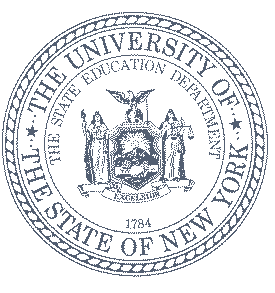 THE UNIVERSITY OF
THE STATE OF NEW YORK
THE STATE EDUCATION DEPARTMENT
EXCELSIOR
1784